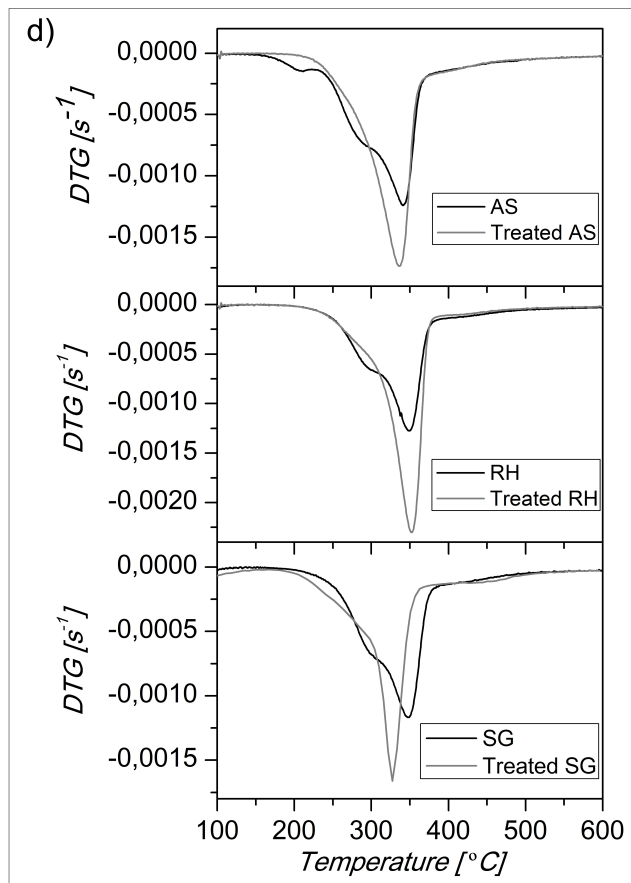 d)
0,0000
-0,0005
-0,0010
-0,0015
DTG [s⁻¹]
AS
Treated AS
0,0000
-0,0005
-0,0010
-0,0015
-0,0020
DTG [s⁻¹]
RH
Treated RH
0,0000
-0,0005
-0,0010
-0,0015
DTG [s⁻¹]
SG
Treated SG
100 200 300 400 500 600
Temperature [°C]